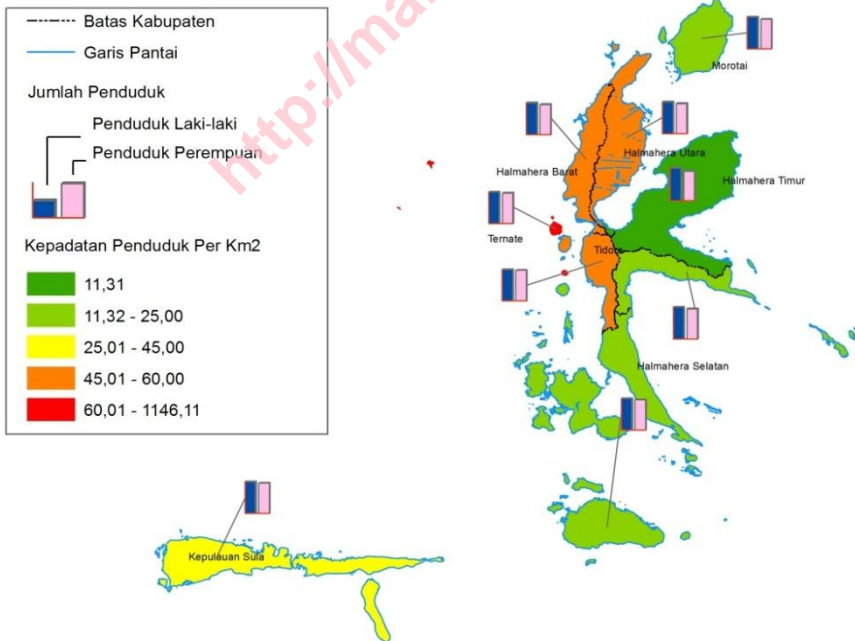 Batas Kabupaten
Garis Pantai
Jumlah Penduduk
Penduduk Laki-laki
Penduduk Perempuan
Kepadatan Penduduk Per Km2
11,31
11,32 - 25,00
25,01 - 45,00
45,01 - 60,00
60,01 - 1146,11
http://ma
Morotai
Halmahera Utara
Halmahera Barat
Halmahera Timur
Ternate
Tidore
Halmahera Selatan
Kepulauan Sula